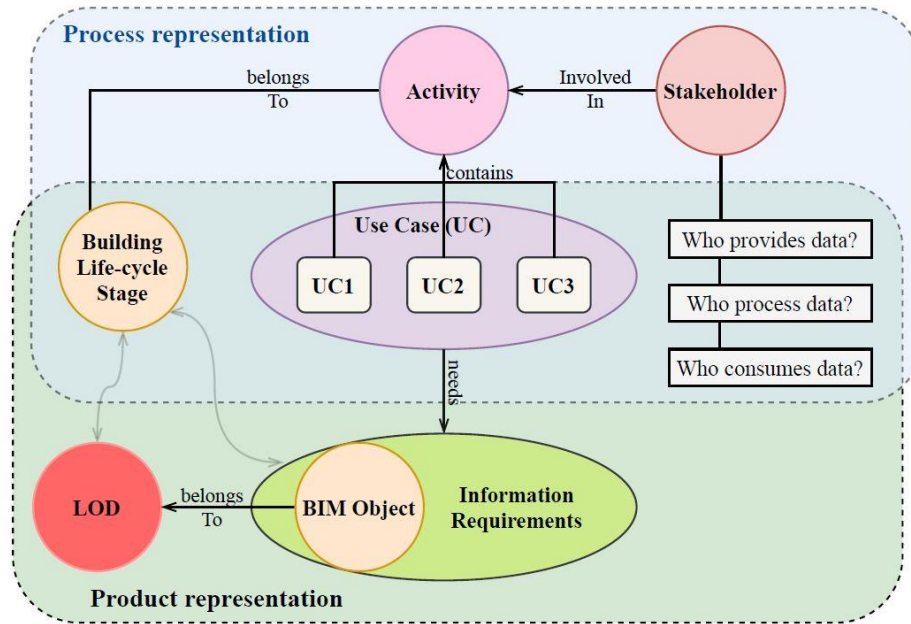 Process representation
belongs
To
Activity
Involved
In
Stakeholder
contains
Building
Life-cycle
Stage
Use Case (UC)
UC1
UC2
UC3
Who provides data?
Who process data?
Who consumes data?
needs
LOD
belongs
To
BIM Object
Information
Requirements
Product representation